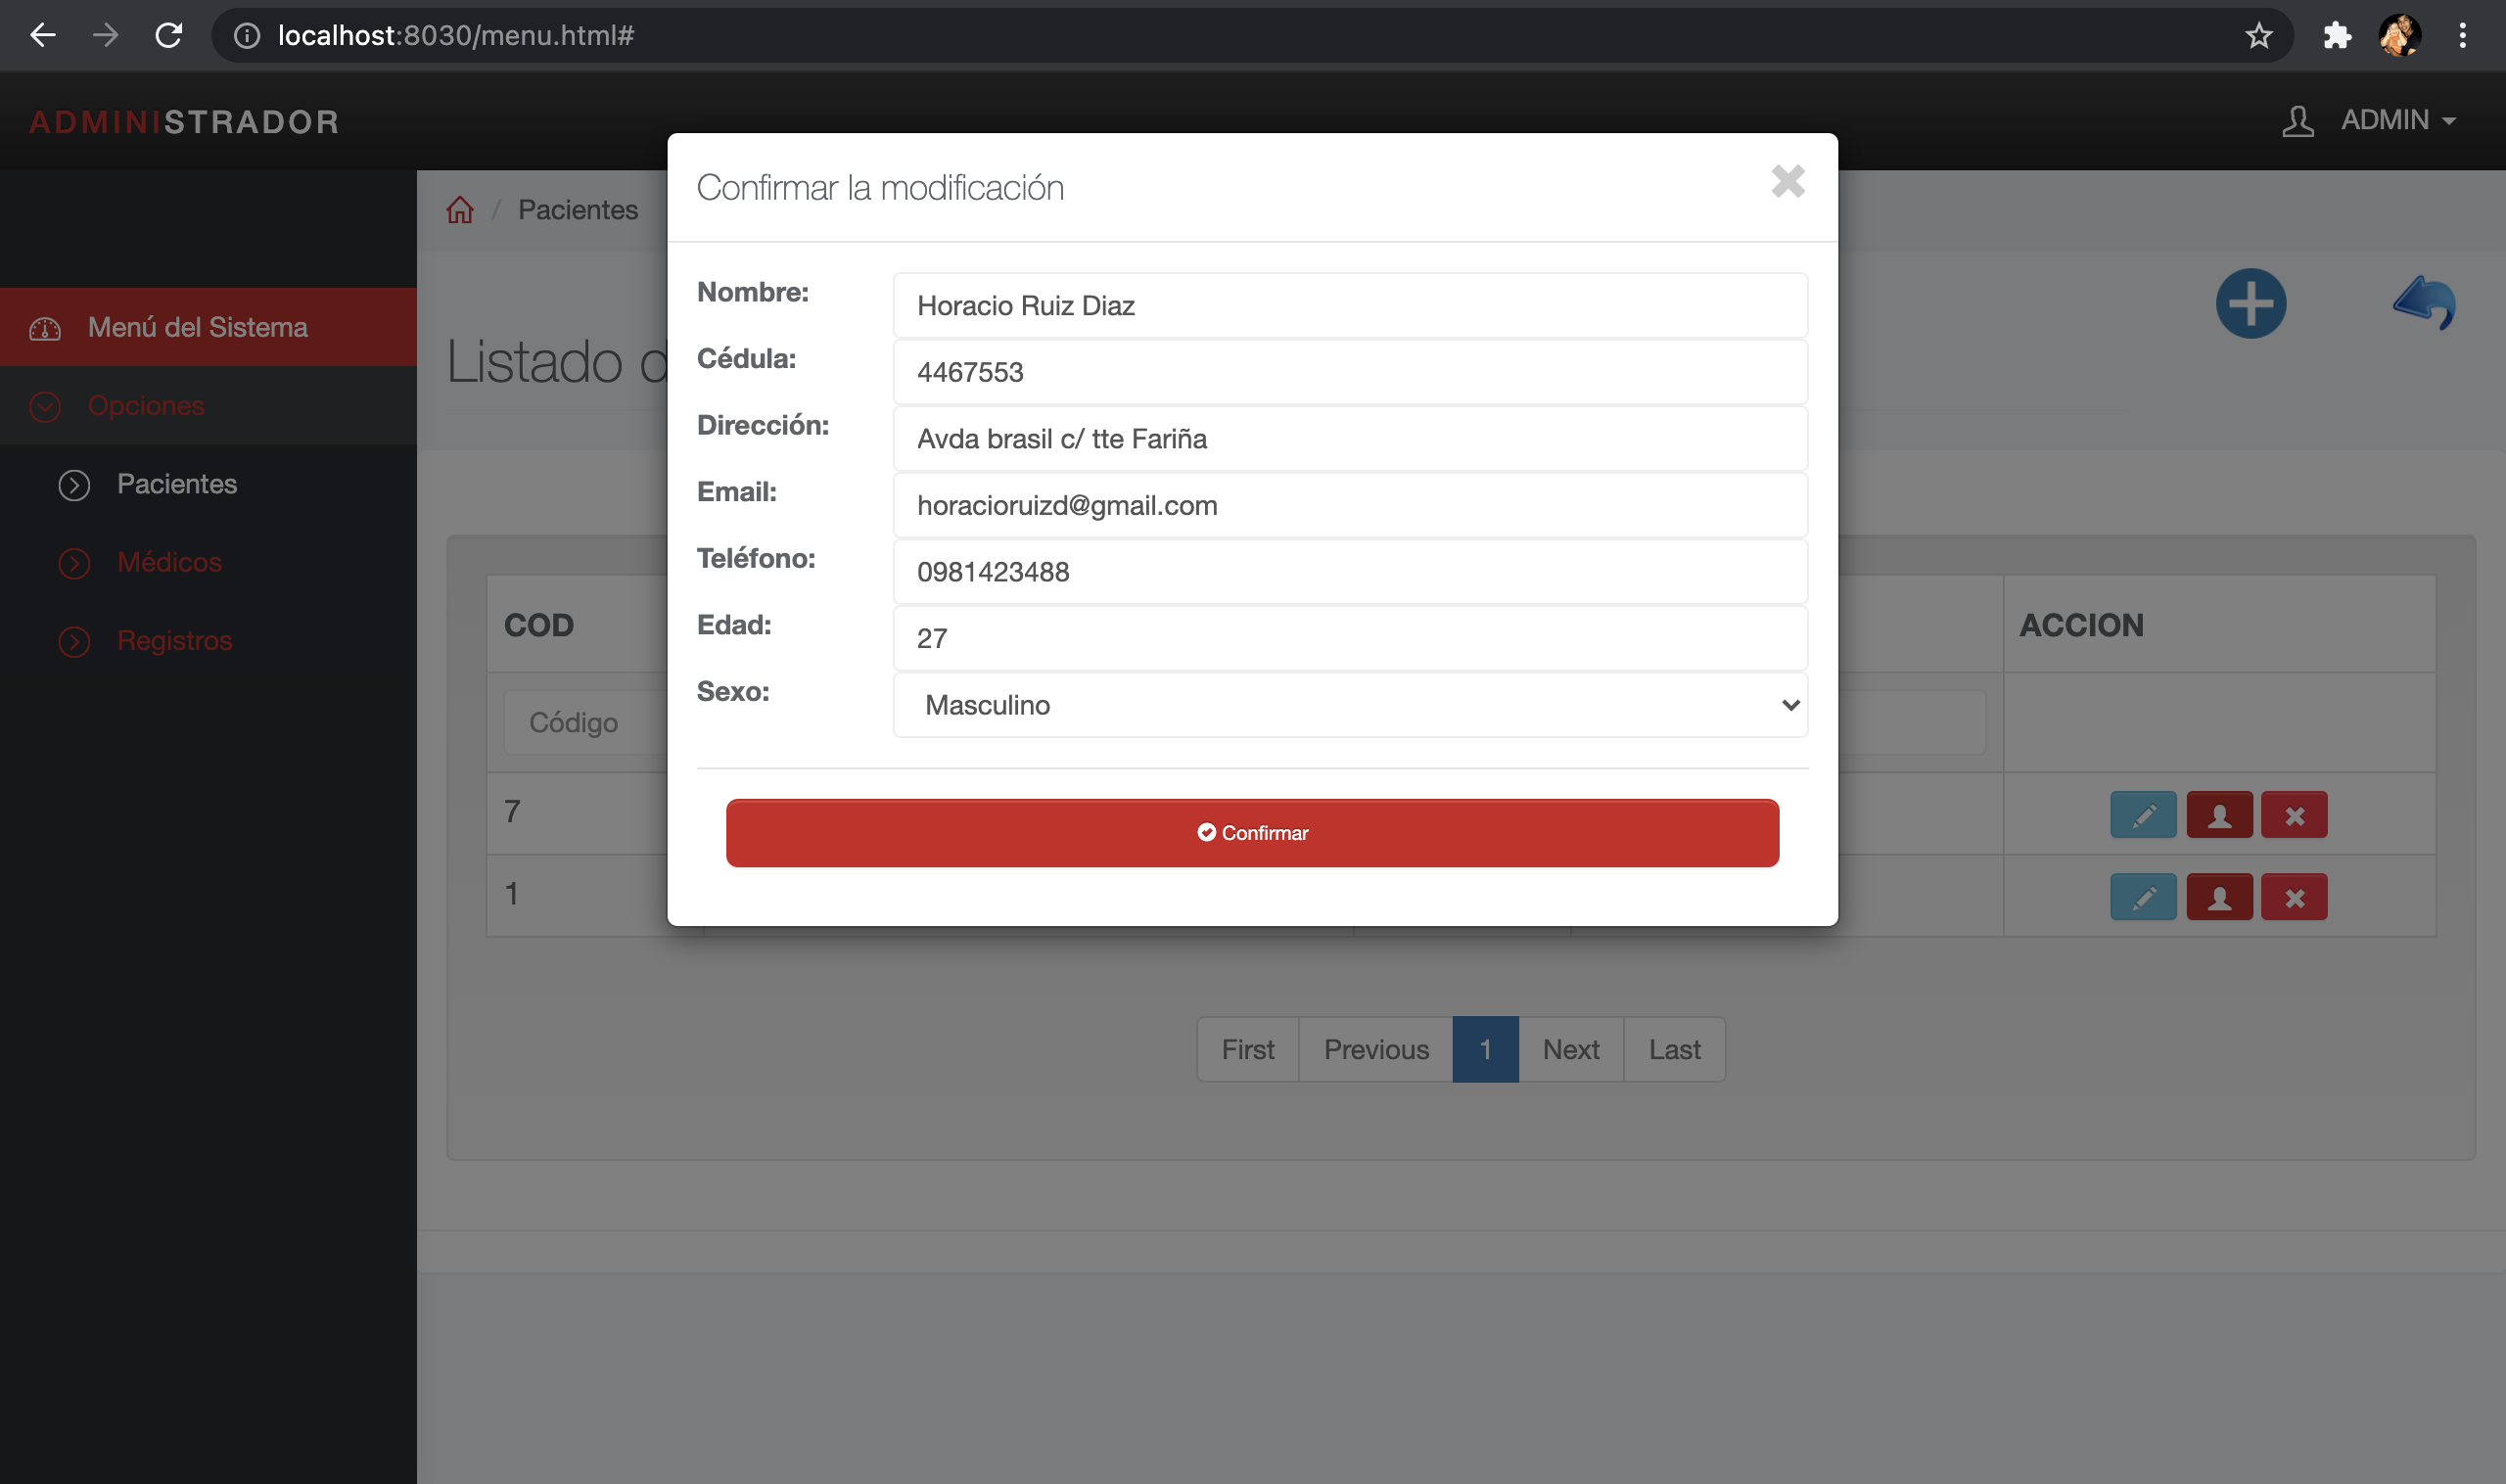 localhost:8030/menu.html#
ADMINISTRADOR
ADMIN
Menú del Sistema
Opciones
Pacientes
Médicos
Registros
Pacientes
Listado d
COD
ACCION
Código
7
1
First Previous 1 Next Last
Confirmar la modificación
Nombre: Horacio Ruiz Diaz
Cédula: 4467553
Dirección: Avda brasil c/ tte Fariña
Email: horacioruizd@gmail.com
Teléfono: 0981423488
Edad: 27
Sexo: Masculino
Confirmar